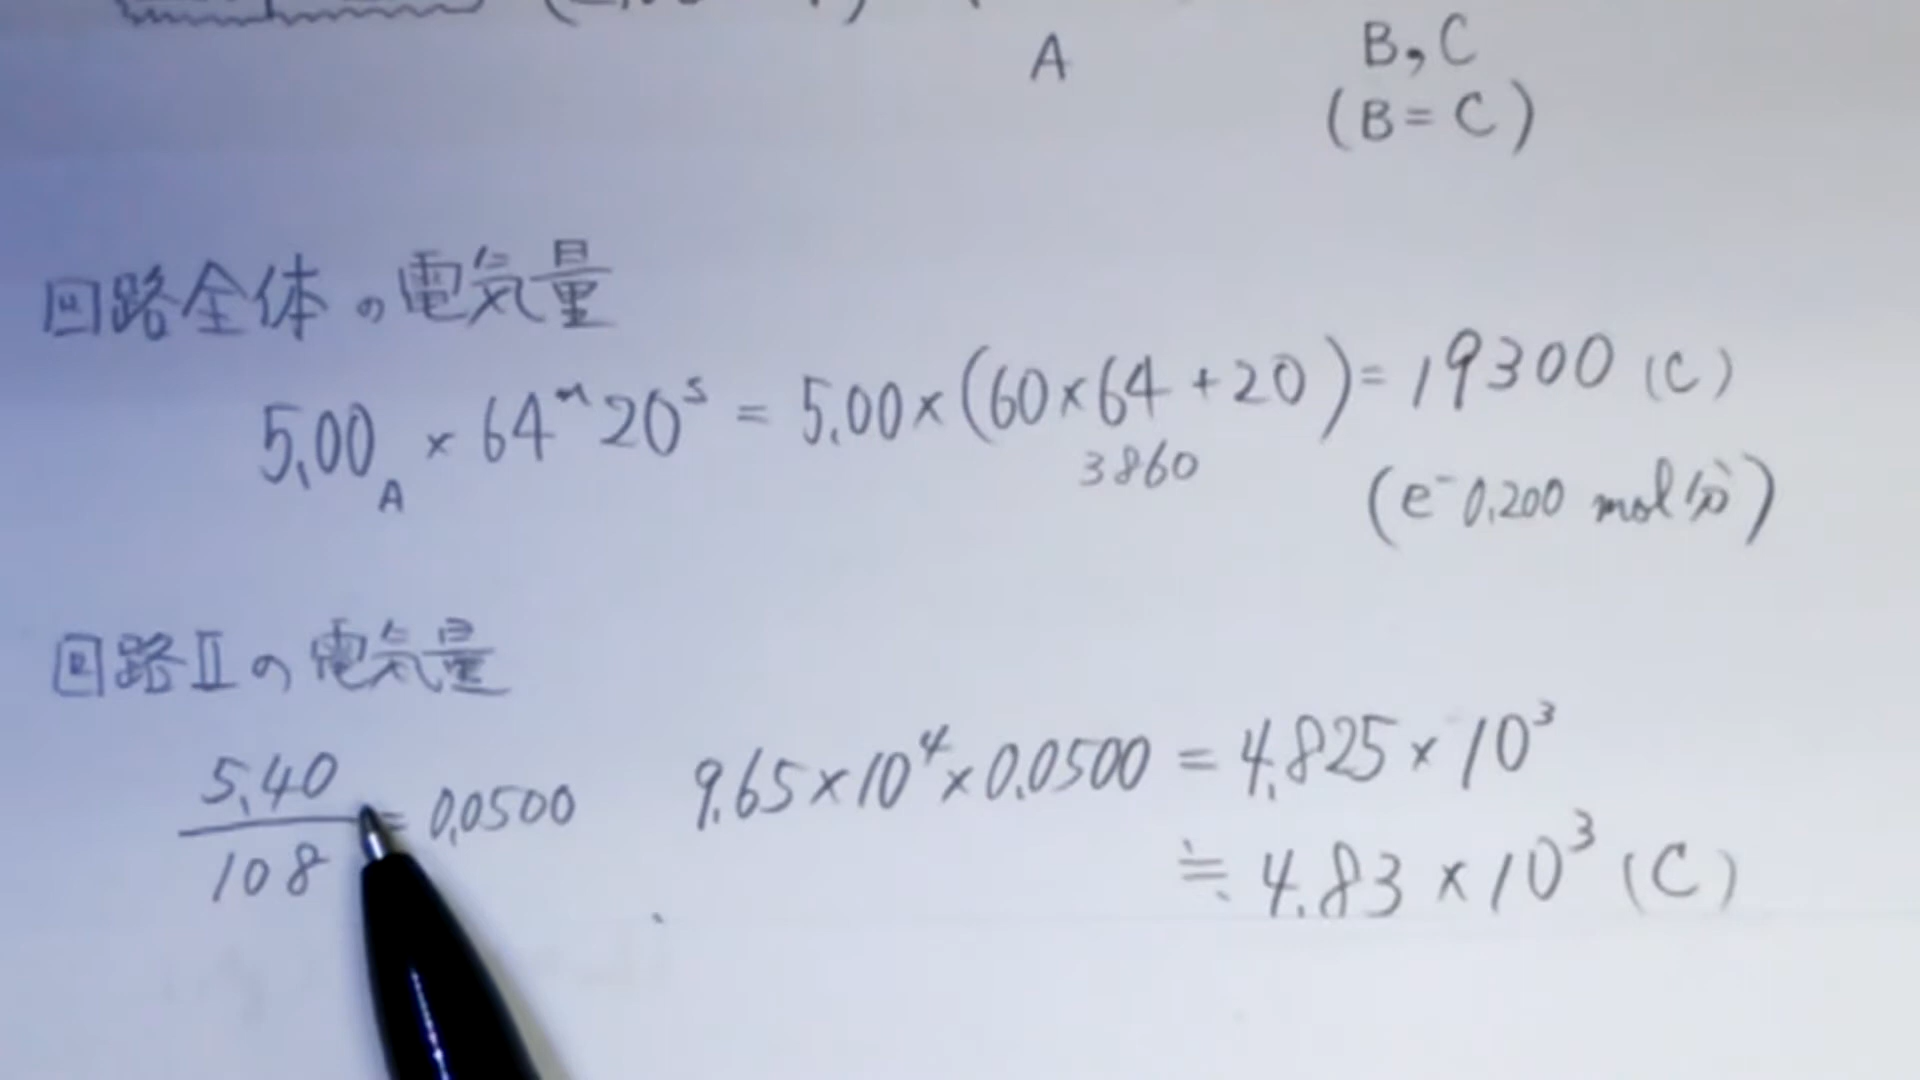 A
B,C
(B=C)
回路全体の電気量
5.00A × 64m20s = 5.00×(60×64+20)= 19300 (C)
3860
(e⁻ 0.200 mol分)
回路Ⅱの電気量
5.40/108 = 0.0500 9.65×10⁴×0.0500 = 4.825×10³
≒ 4.83×10³ (C)